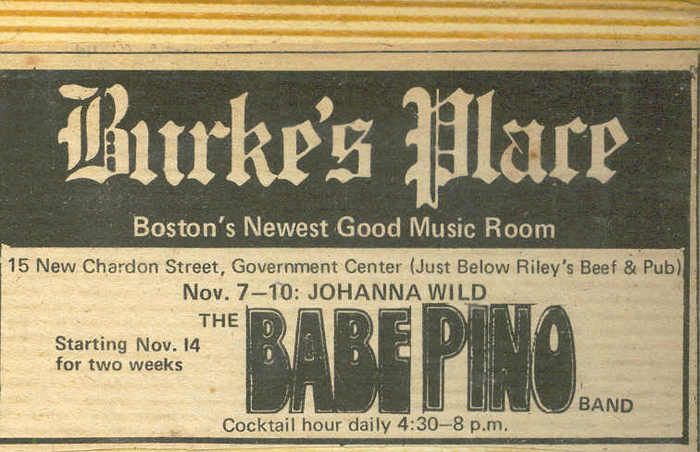 Burke's Place
Boston's Newest Good Music Room
15 New Chardon Street, Government Center (Just Below Riley's Beef & Pub)
Nov. 7–10: JOHANNA WILD
THE BABE PINO BAND
Starting Nov. 14
for two weeks
Cocktail hour daily 4:30–8 p.m.